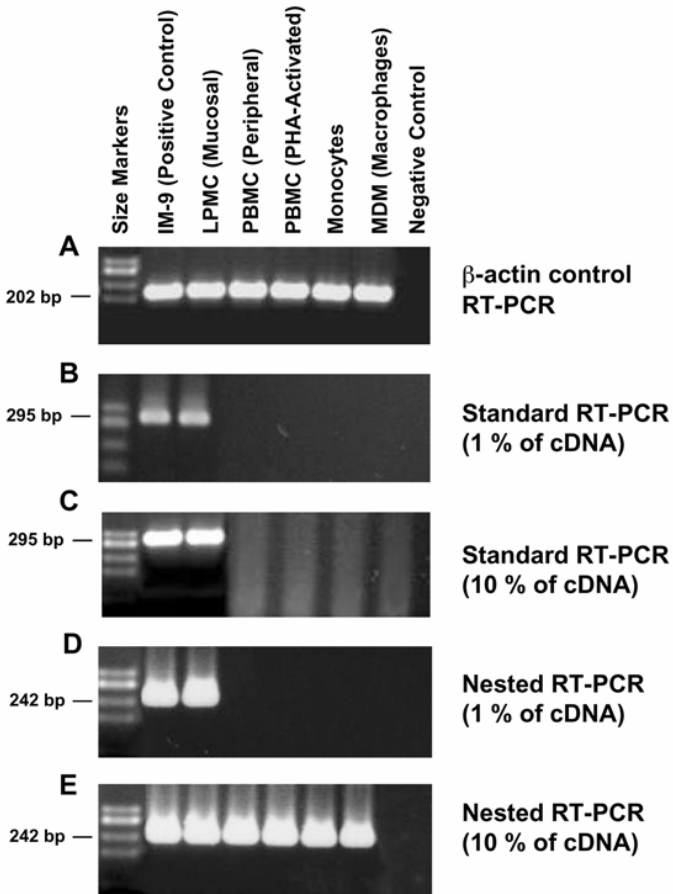 Size Markers
IM-9 (Positive Control)
LPMC (Mucosal)
PBMC (Peripheral)
PBMC (PHA-Activated)
Monocytes
MDM (Macrophages)
Negative Control
A
202 bp
β-actin control
RT-PCR
B
295 bp
Standard RT-PCR
(1 % of cDNA)
C
295 bp
Standard RT-PCR
(10 % of cDNA)
D
242 bp
Nested RT-PCR
(1 % of cDNA)
E
242 bp
Nested RT-PCR
(10 % of cDNA)